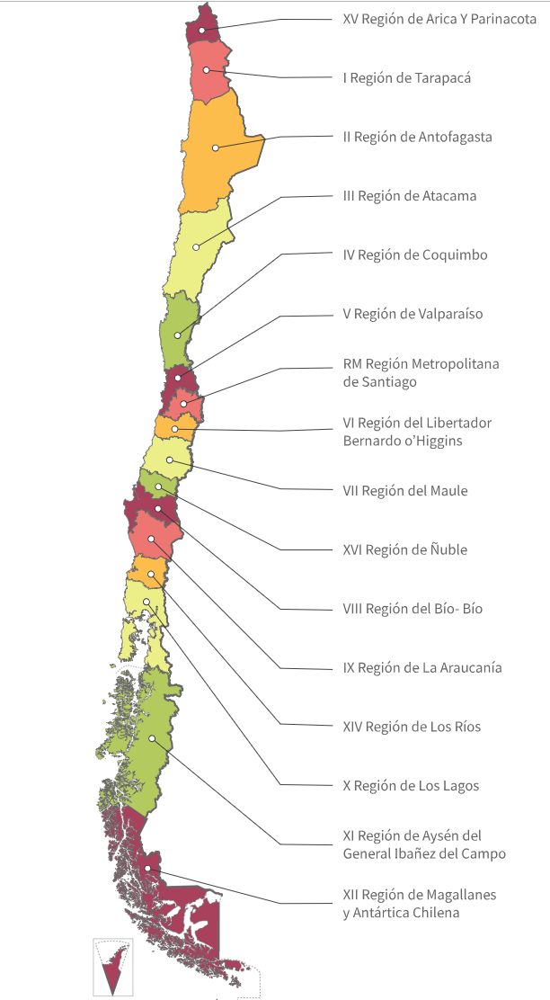 XV Región de Arica Y Parinacota
I Región de Tarapacá
II Región de Antofagasta
III Región de Atacama
IV Región de Coquimbo
V Región de Valparaíso
RM Región Metropolitana
de Santiago
VI Región del Libertador
Bernardo o'Higgins
VII Región del Maule
XVI Región de Ñuble
VIII Región del Bío- Bío
IX Región de La Araucanía
XIV Región de Los Ríos
X Región de Los Lagos
XI Región de Aysén del
General Ibañez del Campo
XII Región de Magallanes
y Antártica Chilena